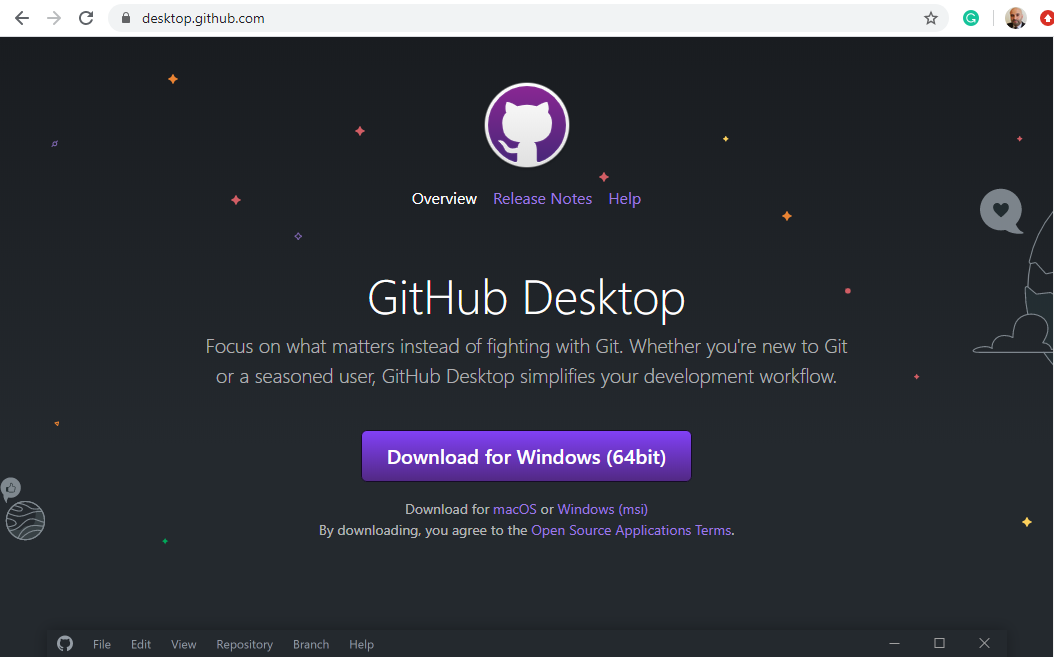 desktop.github.com
Overview Release Notes Help
GitHub Desktop
Focus on what matters instead of fighting with Git. Whether you're new to Git
or a seasoned user, GitHub Desktop simplifies your development workflow.
Download for Windows (64bit)
Download for macOS or Windows (msi)
By downloading, you agree to the Open Source Applications Terms.
File Edit View Repository Branch Help